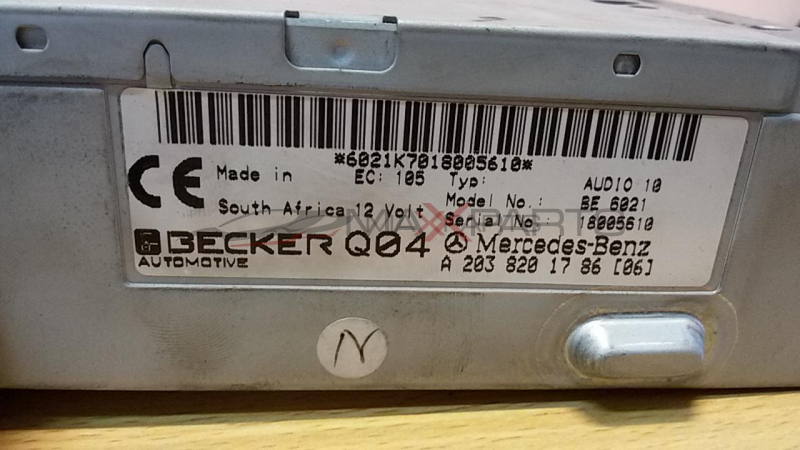 *6021K7018005610*
Made in EC: 105 Typ: AUDIO 10
Model No.: BE 6021
South Africa 12 Volt Serial No: 18005610
BECKER Q04 Mercedes-Benz
AUTOMOTIVE A 203 820 17 86 [06]
CE
MAXXPART
N